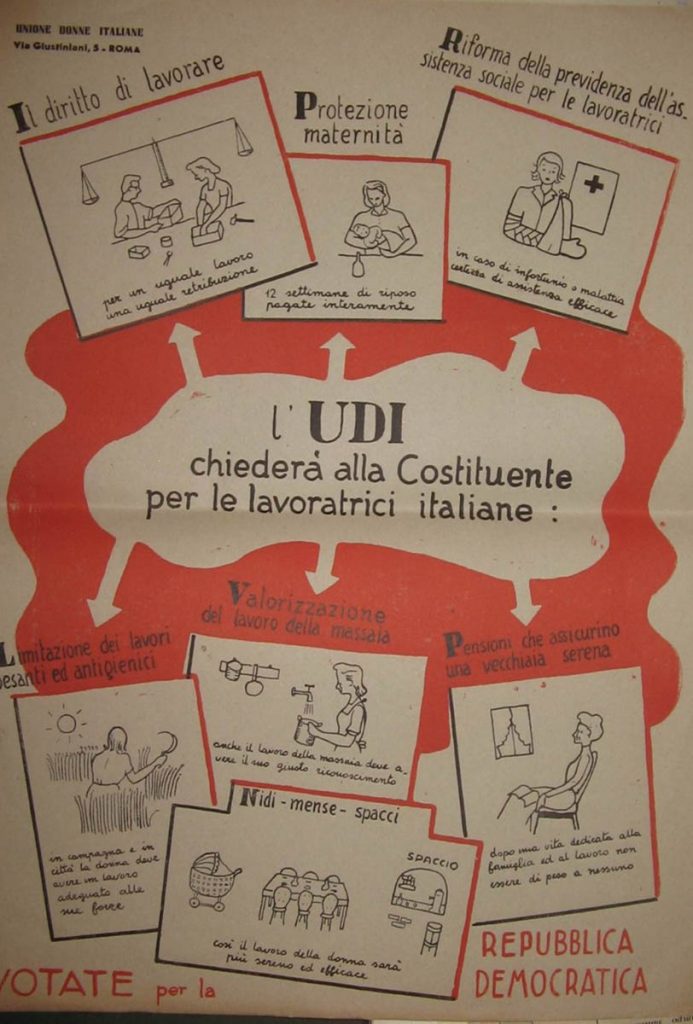 UNIONE DONNE ITALIANE
Via Giustiniani, 5 - ROMA
Il diritto di lavorare
per un uguale lavoro
una uguale retribuzione
Protezione
maternità
12 settimane di riposo
pagate interamente
Riforma della previdenza dell'as-
sistenza sociale per le lavoratrici
in caso di infortunio o malattia
certezza di assistenza efficace
l'UDI
chiederà alla Costituente
per le lavoratrici italiane :
Limitazione dei lavori
pesanti ed antigienici
in campagna e in
città la donna deve
avere un lavoro
adeguato alle
sue forze
Valorizzazione
del lavoro della massaia
anche il lavoro della massaia deve a-
vere il suo giusto riconoscimento
Pensioni che assicurino
una vecchiaia serena
dopo una vita dedicata alla
famiglia ed al lavoro non
essere di peso a nessuno
Nidi - mense - spacci
SPACCIO
così il lavoro della donna sarà
più sereno ed efficace
VOTATE per la
REPUBBLICA
DEMOCRATICA